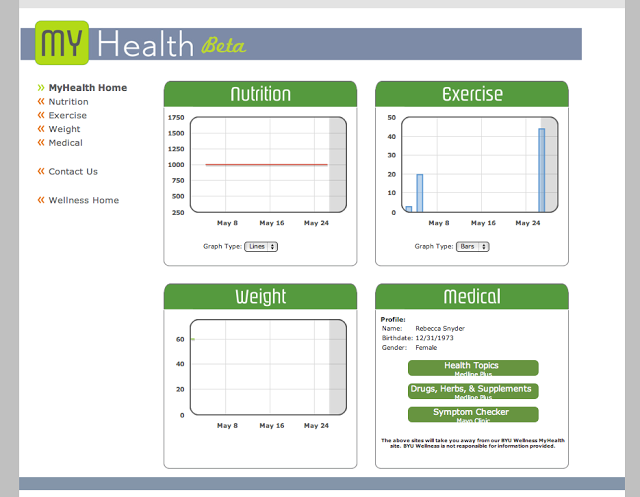 MY Health Beta
» MyHealth Home
« Nutrition
« Exercise
« Weight
« Medical
« Contact Us
« Wellness Home
Nutrition
1750
1500
1250
1000
750
500
250
May 8 May 16 May 24
Graph Type: Lines
Exercise
50
40
30
20
10
0
May 8 May 16 May 24
Graph Type: Bars
Weight
60
40
20
0
May 8 May 16 May 24
Medical
Profile:
Name: Rebecca Snyder
Birthdate: 12/31/1973
Gender: Female
Health Topics
Medline Plus
Drugs, Herbs, & Supplements
Medline Plus
Symptom Checker
Mayo Clinic
The above sites will take you away from our BYU Wellness MyHealth
site. BYU Wellness is not responsible for information provided.